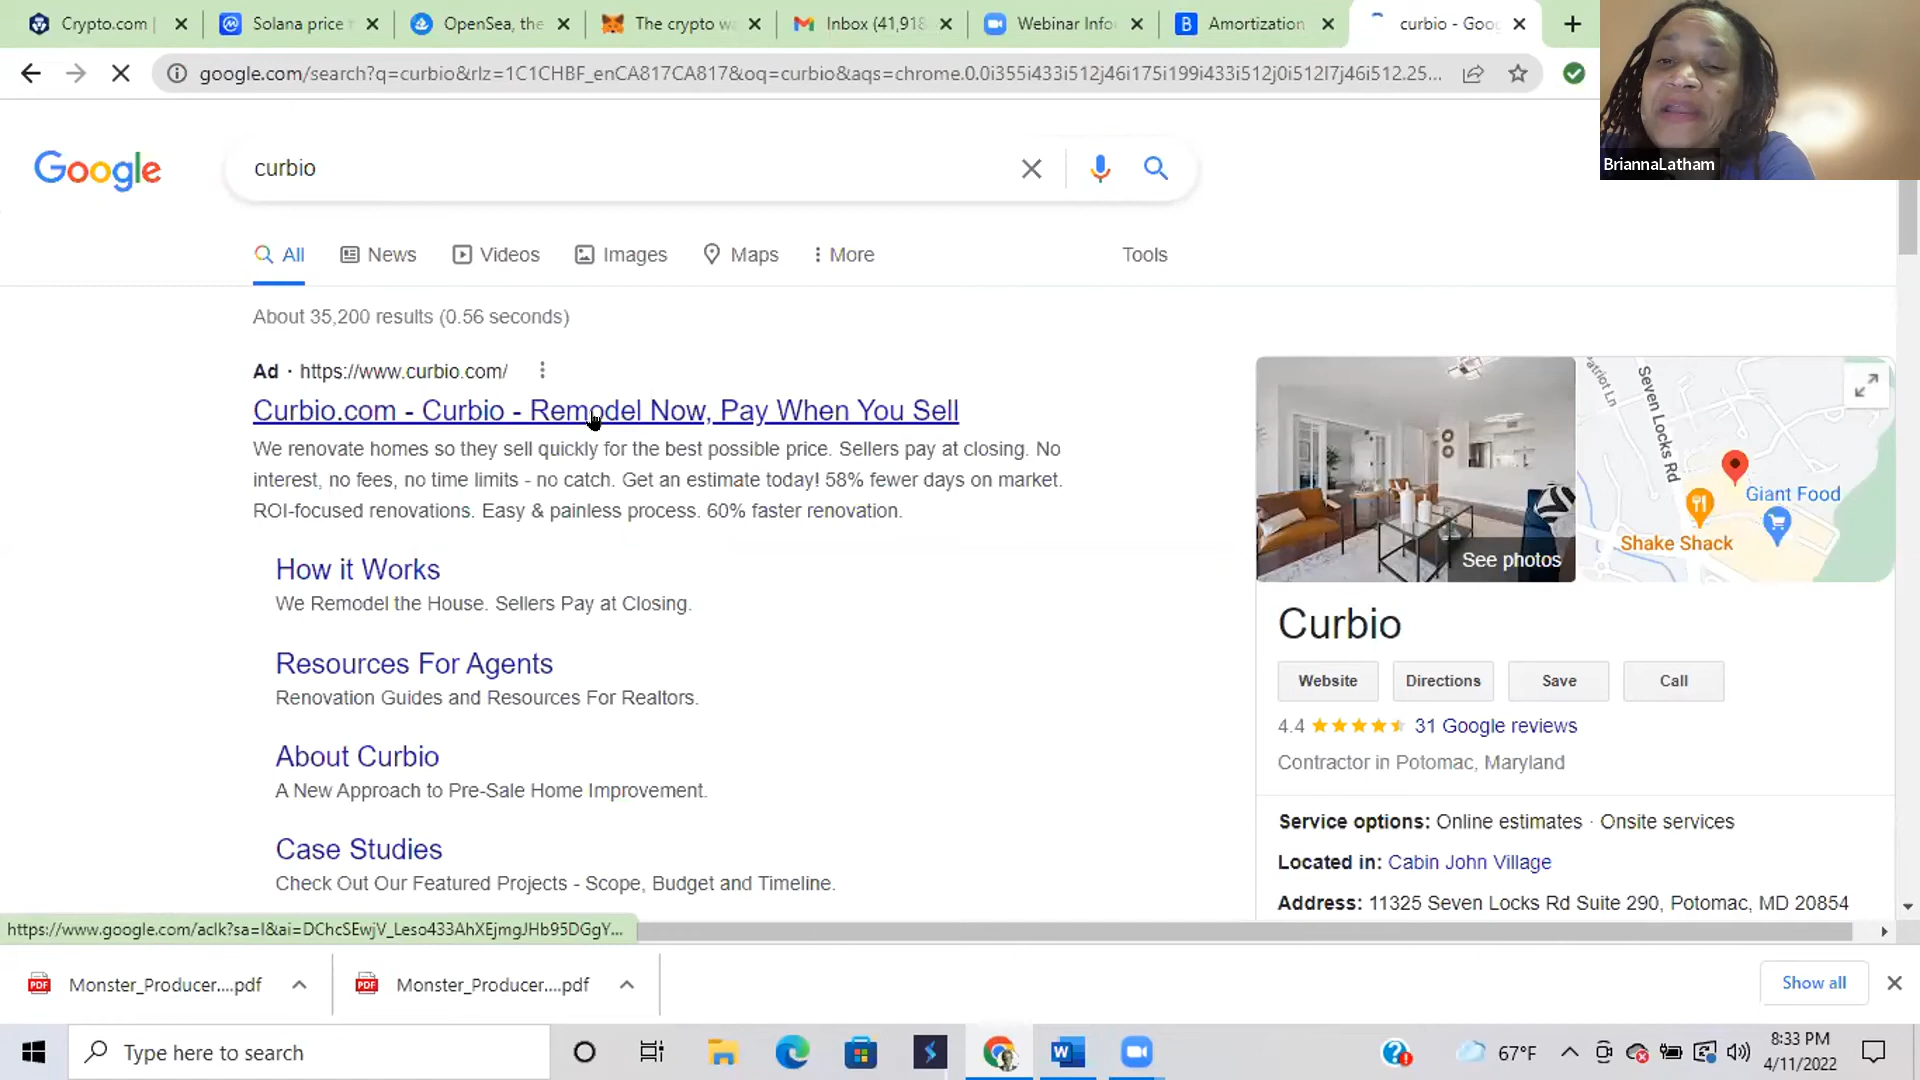 Crypto.com |
Solana price
OpenSea, the
The crypto w
Inbox (41,918
Webinar Info
Amortization
curbio - Goo
google.com/search?q=curbio&rlz=1C1CHBF_enCA817CA817&oq=curbio&aqs=chrome.0.0i355i433i512j46i175i199i433i512j0i512l7j46i512.25...
BriannaLatham
Google
curbio
All
News
Videos
Images
Maps
More
Tools
About 35,200 results (0.56 seconds)
Ad · https://www.curbio.com/
Curbio.com - Curbio - Remodel Now, Pay When You Sell
We renovate homes so they sell quickly for the best possible price. Sellers pay at closing. No
interest, no fees, no time limits - no catch. Get an estimate today! 58% fewer days on market.
ROI-focused renovations. Easy & painless process. 60% faster renovation.
How it Works
We Remodel the House. Sellers Pay at Closing.
Resources For Agents
Renovation Guides and Resources For Realtors.
About Curbio
A New Approach to Pre-Sale Home Improvement.
Case Studies
Check Out Our Featured Projects - Scope, Budget and Timeline.
See photos
Patriot Ln
Seven Locks Rd
Giant Food
Shake Shack
Curbio
Website
Directions
Save
Call
4.4
31 Google reviews
Contractor in Potomac, Maryland
Service options: Online estimates · Onsite services
Located in: Cabin John Village
Address: 11325 Seven Locks Rd Suite 290, Potomac, MD 20854
https://www.google.com/aclk?sa=l&ai=DChcSEwjV_Leso433AhXEjmgJHb95DGgY...
PDF
Monster_Producer....pdf
PDF
Monster_Producer....pdf
Show all
Type here to search
67°F
8:33 PM
4/11/2022